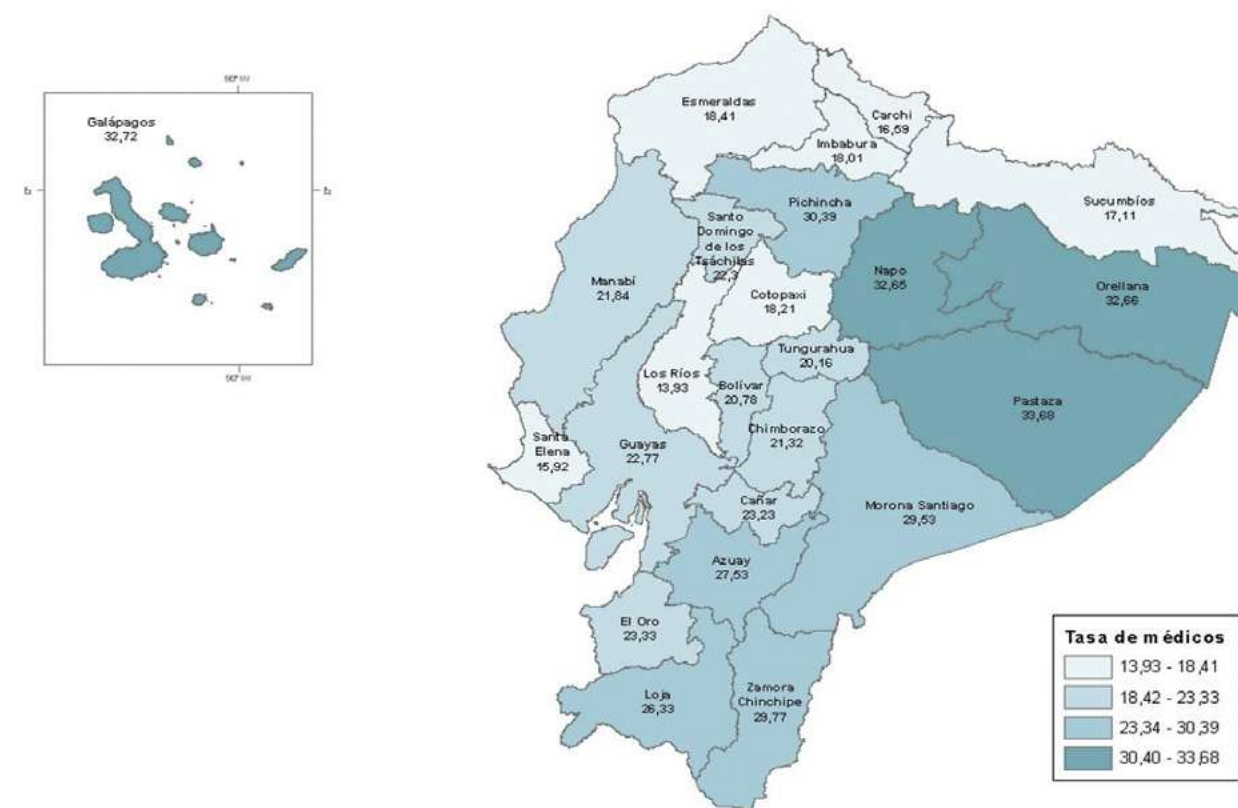 90° W
Galápagos
32,72
90° W
Esmeraldas
18,41
Carchi
16,59
Imbabura
18,01
Sucumbíos
17,11
Pichincha
30,39
Santo
Domingo
de los
Tsáchilas
22,3
Manabí
21,84
Napo
32,65
Orellana
32,66
Cotopaxi
18,21
Tungurahua
20,16
Los Ríos
13,93
Bolívar
20,78
Pastaza
33,68
Chimborazo
21,32
Santa
Elena
15,92
Guayas
22,77
Cañar
23,23
Morona Santiago
29,53
Azuay
27,53
El Oro
23,33
Loja
26,33
Zamora
Chinchipe
29,77
Tasa de médicos
13,93 - 18,41
18,42 - 23,33
23,34 - 30,39
30,40 - 33,68